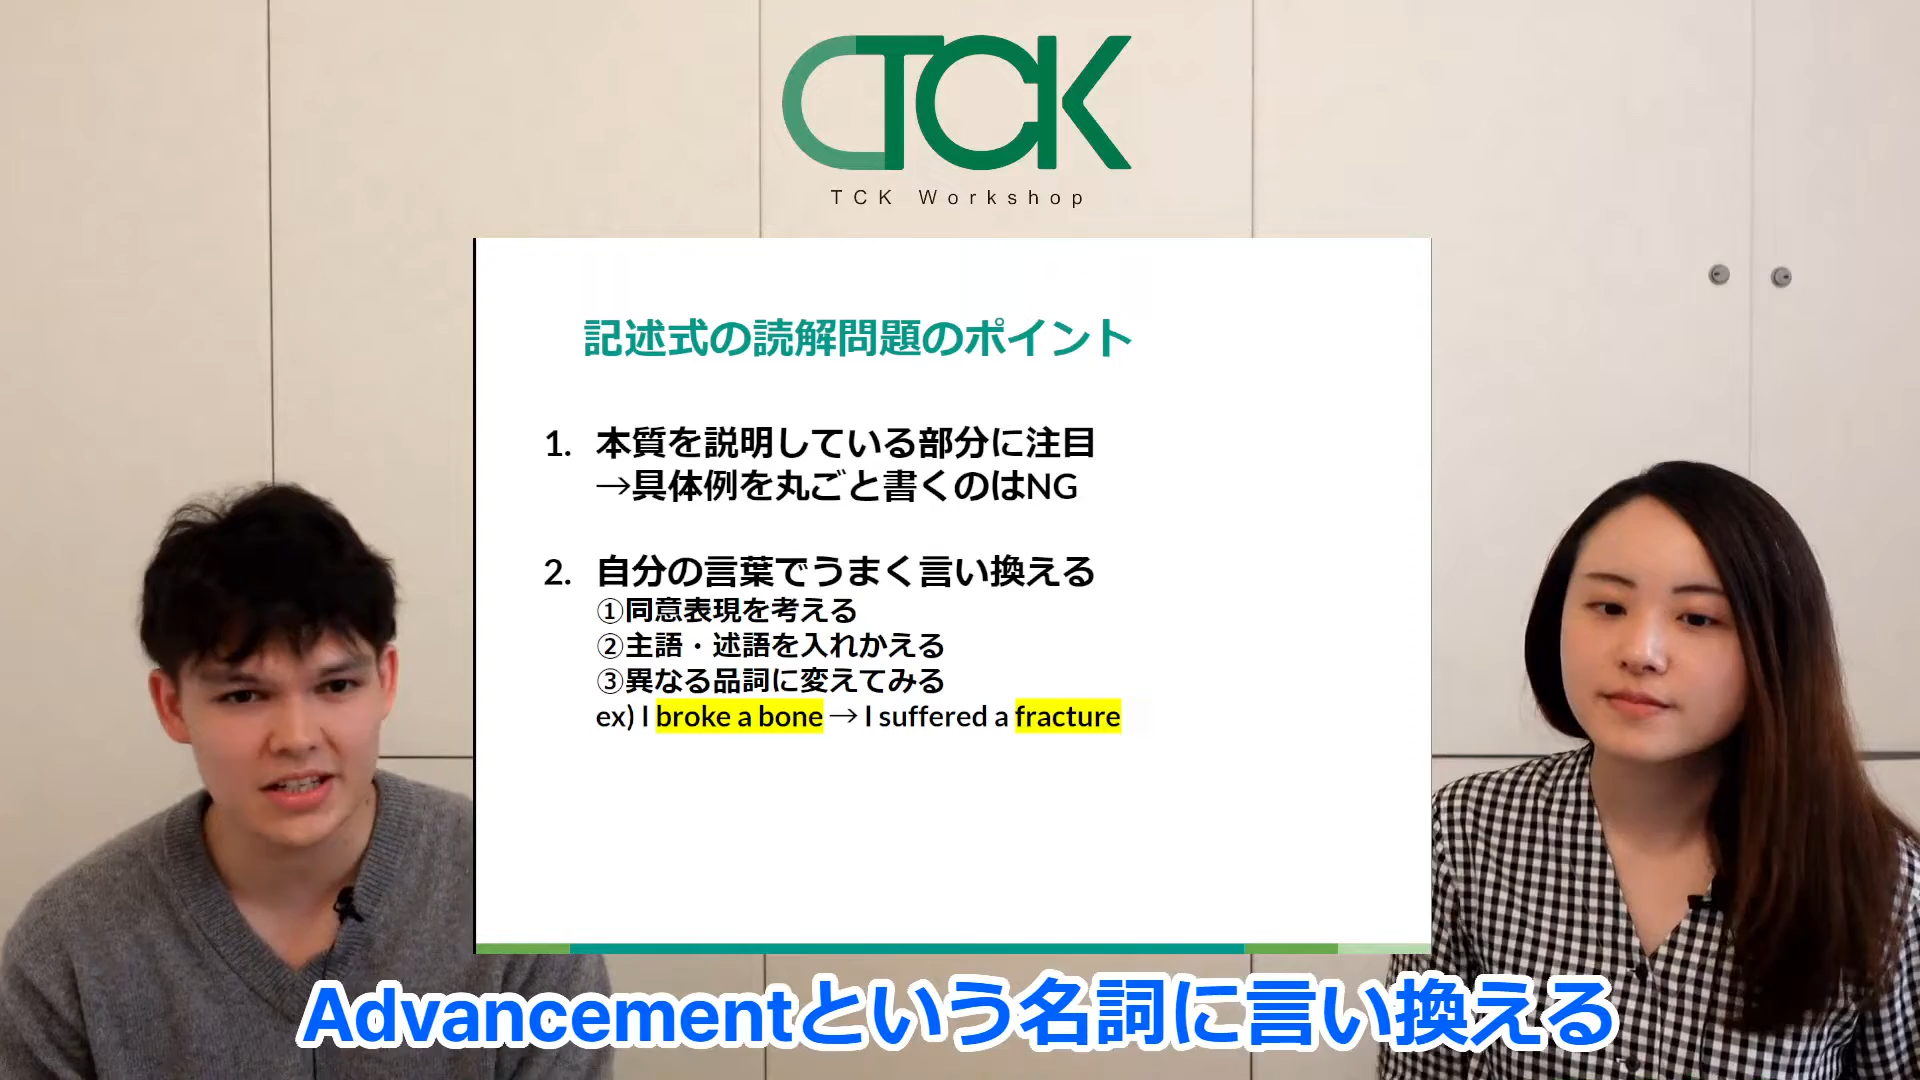 TCK
TCK Workshop
記述式の読解問題のポイント
1. 本質を説明している部分に注目
→具体例を丸ごと書くのはNG
2. 自分の言葉でうまく言い換える
①同意表現を考える
②主語・述語を入れかえる
③異なる品詞に変えてみる
ex) I broke a bone → I suffered a fracture
Advancementという名詞に言い換える